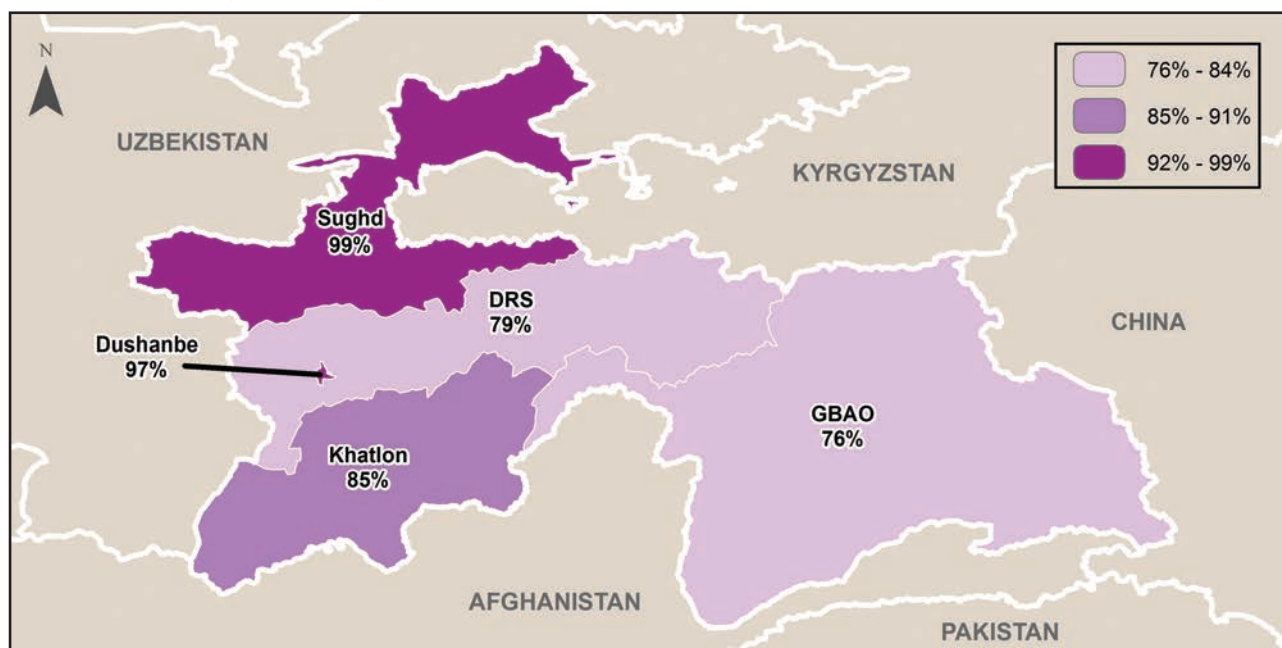 N
76% - 84%
85% - 91%
92% - 99%
UZBEKISTAN
KYRGYZSTAN
Sughd
99%
DRS
79%
CHINA
Dushanbe
97%
GBAO
76%
Khatlon
85%
AFGHANISTAN
PAKISTAN